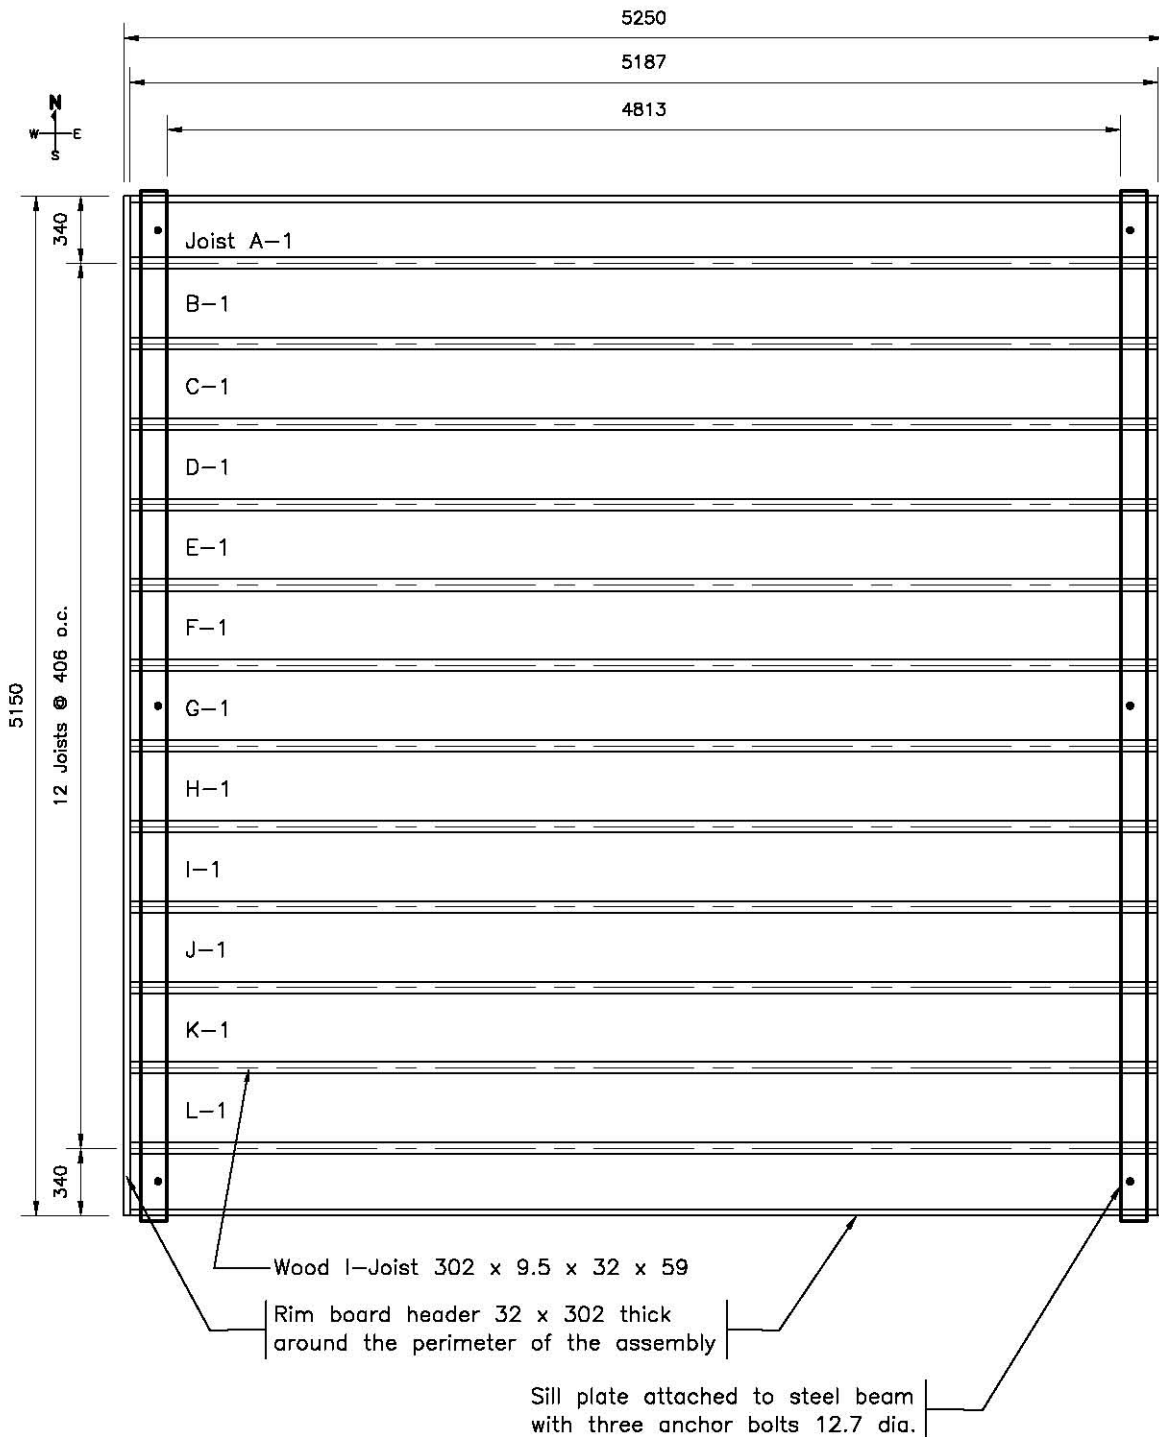 5250
5187
4813
N
W E
S
340
Joist A-1
B-1
C-1
D-1
E-1
F-1
5150
12 Joists @ 406 o.c.
G-1
H-1
I-1
J-1
K-1
L-1
340
Wood I-Joist 302 x 9.5 x 32 x 59
Rim board header 32 x 302 thick
around the perimeter of the assembly
Sill plate attached to steel beam
with three anchor bolts 12.7 dia.